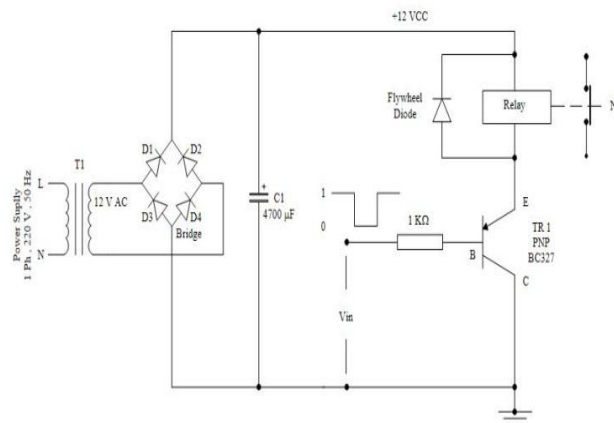 +12 VCC
Flywheel
Diode
Relay
N
T1
D1
D2
L
12 V AC
C1
4700 µF
D3
D4
Bridge
N
Power Suplly
1 Ph , 220 V , 50 Hz
1
0
1 KΩ
E
TR 1
PNP
BC327
B
C
Vin